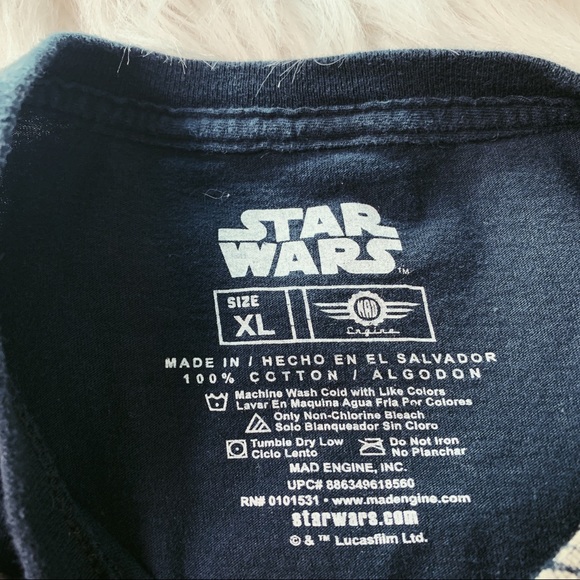 STAR
WARS™
SIZE
XL
MAD
Engine
MADE IN / HECHO EN EL SALVADOR
100% COTTON / ALGODON
Machine Wash Cold with Like Colors
Lavar En Maquina Agua Fria Por Colores
Only Non-Chlorine Bleach
Solo Blanqueador Sin Cloro
Tumble Dry Low
Ciclo Lento
Do Not Iron
No Planchar
MAD ENGINE, INC.
UPC# 886349618560
RN# 0101531 • www.madengine.com
starwars.com
© & ™ Lucasfilm Ltd.